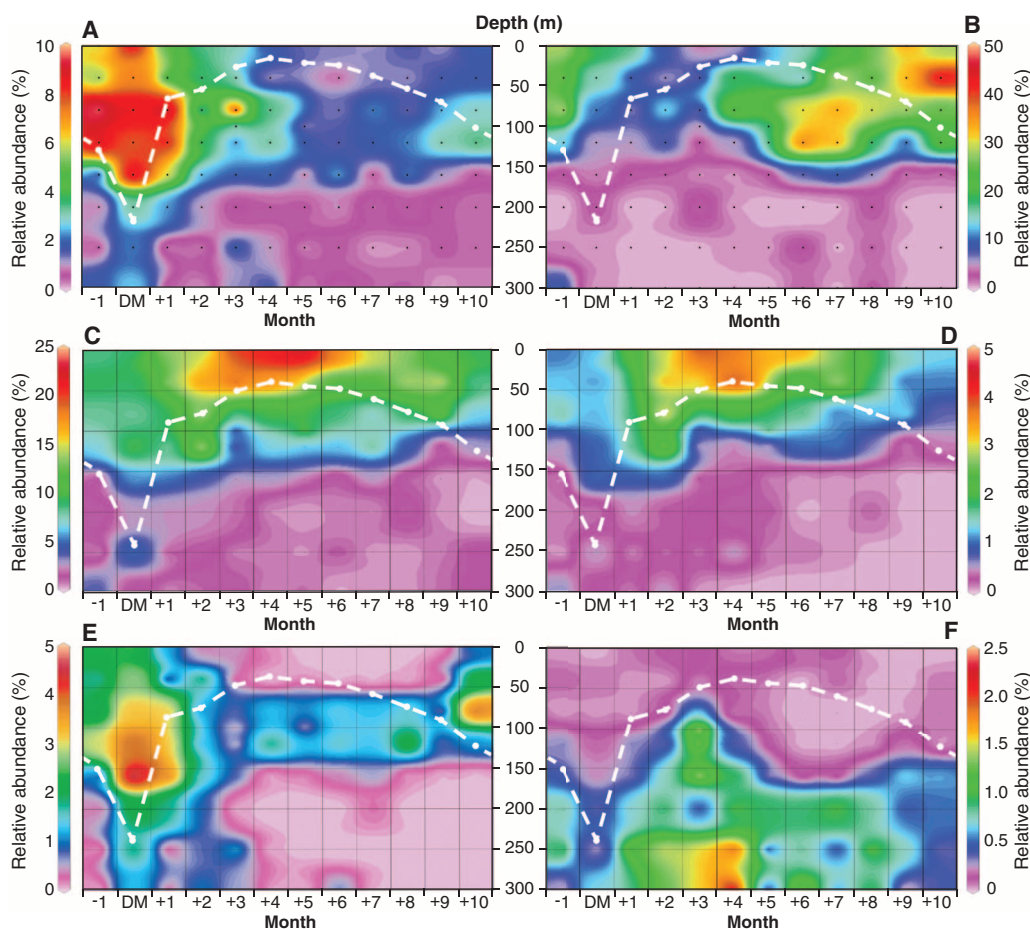 Depth (m)
A
B
Relative abundance (%)
10
8
6
4
2
0
0
50
100
150
200
250
300
50
40
30
20
10
0
Relative abundance (%)
-1 DM +1 +2 +3 +4 +5 +6 +7 +8 +9 +10
Month
-1 DM +1 +2 +3 +4 +5 +6 +7 +8 +9 +10
Month
C
D
Relative abundance (%)
25
20
15
10
5
0
0
50
100
150
200
250
300
5
4
3
2
1
0
Relative abundance (%)
-1 DM +1 +2 +3 +4 +5 +6 +7 +8 +9 +10
Month
-1 DM +1 +2 +3 +4 +5 +6 +7 +8 +9 +10
Month
E
F
Relative abundance (%)
5
4
3
2
1
0
0
50
100
150
200
250
300
2.5
2.0
1.5
1.0
0.5
0
Relative abundance (%)
-1 DM +1 +2 +3 +4 +5 +6 +7 +8 +9 +10
Month
-1 DM +1 +2 +3 +4 +5 +6 +7 +8 +9 +10
Month